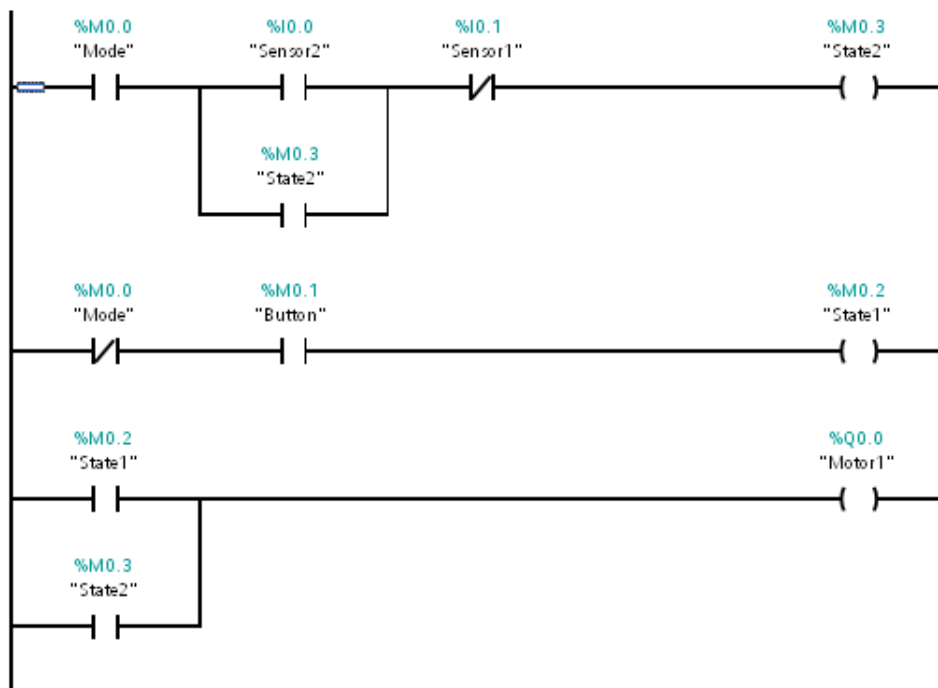 %M0.0 %I0.0 %I0.1 %M0.3
"Mode" "Sensor2" "Sensor1" "State2"
%M0.3
"State2"
%M0.0 %M0.1 %M0.2
"Mode" "Button" "State1"
%M0.2 %Q0.0
"State1" "Motor1"
%M0.3
"State2"